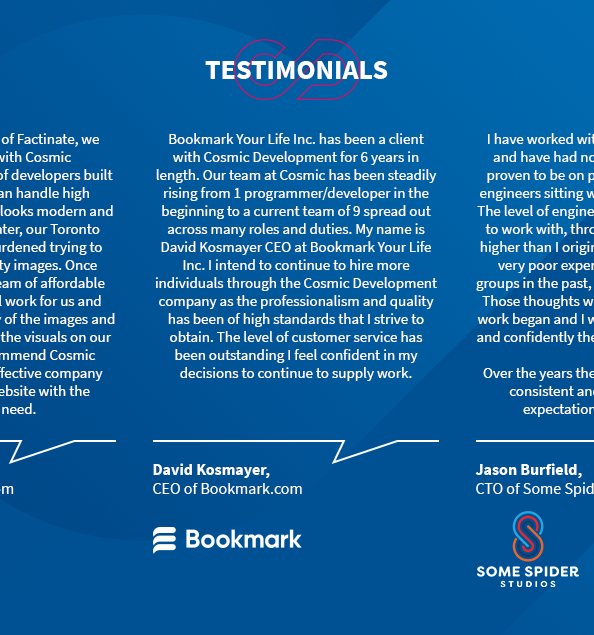 TESTIMONIALS
of Factinate, we
with Cosmic
of developers built
an handle high
looks modern and
ter, our Toronto
rdened trying to
ty images. Once
eam of affordable
l work for us and
y of the images and
the visuals on our
mmend Cosmic
ffective company
ebsite with the
need.
om
Bookmark Your Life Inc. has been a client
with Cosmic Development for 6 years in
length. Our team at Cosmic has been steadily
rising from 1 programmer/developer in the
beginning to a current team of 9 spread out
across many roles and duties. My name is
David Kosmayer CEO at Bookmark Your Life
Inc. I intend to continue to hire more
individuals through the Cosmic Development
company as the professionalism and quality
has been of high standards that I strive to
obtain. The level of customer service has
been outstanding I feel confident in my
decisions to continue to supply work.
David Kosmayer,
CEO of Bookmark.com
Bookmark
I have worked wit
and have had no
proven to be on p
engineers sitting w
The level of engine
to work with, thro
higher than I origin
very poor exper
groups in the past,
Those thoughts w
work began and I w
and confidently the
Over the years the
consistent an
expectation
Jason Burfield,
CTO of Some Spid
SOME SPIDER
STUDIOS